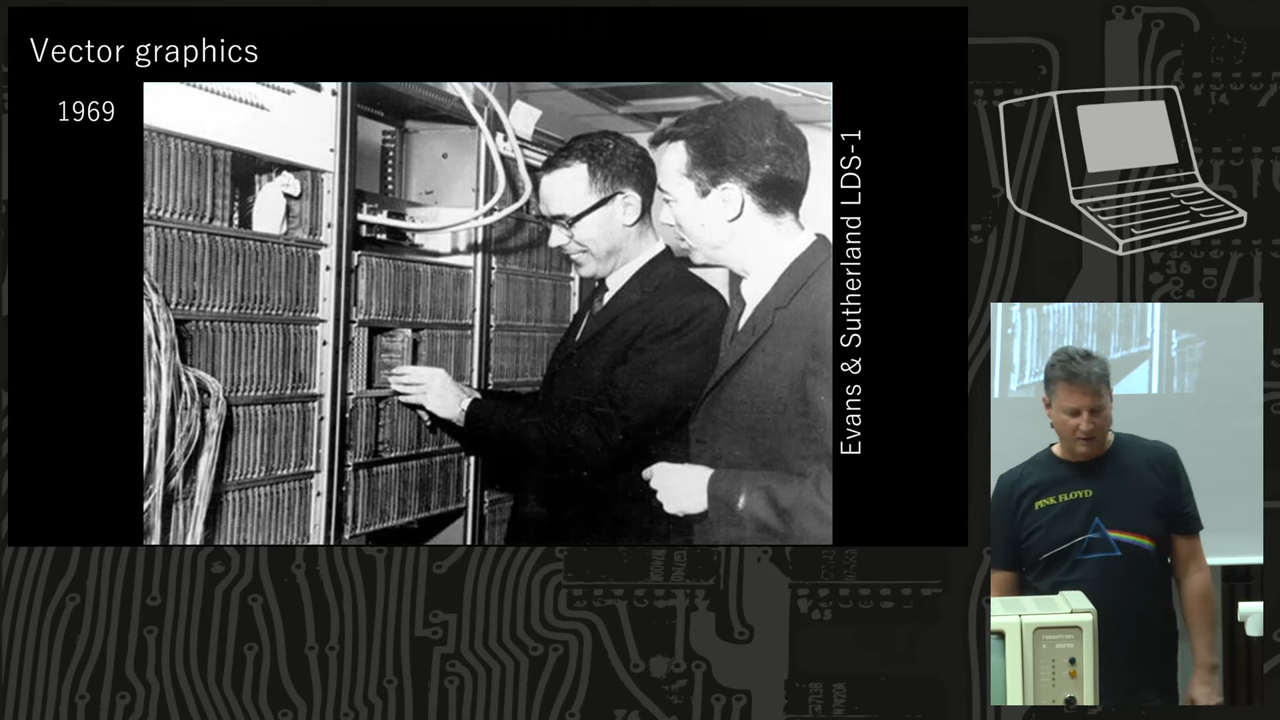 Vector graphics
1969
Evans & Sutherland LDS-1
PINK FLOYD
robotron